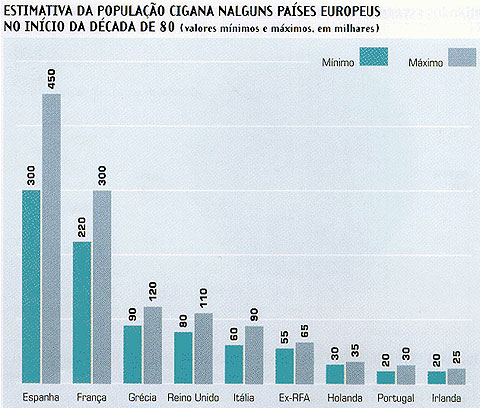 ESTIMATIVA DA POPULAÇÃO CIGANA NALGUNS PAÍSES EUROPEUS
NO INÍCIO DA DÉCADA DE 80 (valores mínimos e máximos, em milhares)
Mínimo Máximo
300 450 220 300 90 120 80 110 60 90 55 65 30 35 20 30 20 25
Espanha França Grécia Reino Unido Itália Ex-RFA Holanda Portugal Irlanda